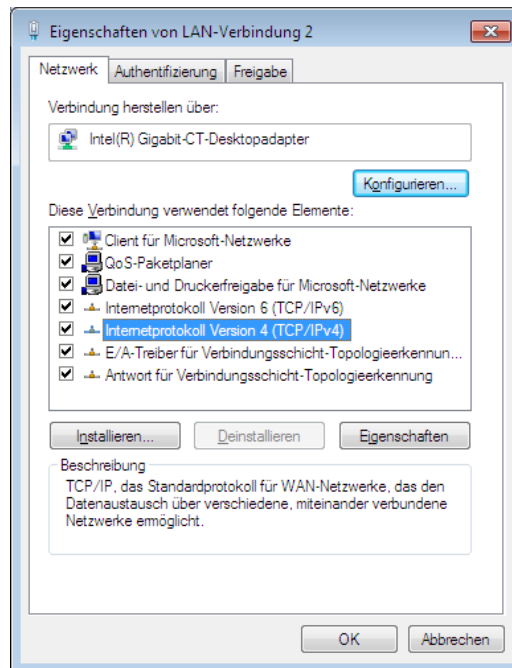 Eigenschaften von LAN-Verbindung 2
Netzwerk Authentifizierung Freigabe
Verbindung herstellen über:
Intel(R) Gigabit-CT-Desktopadapter
Konfigurieren...
Diese Verbindung verwendet folgende Elemente:
Client für Microsoft-Netzwerke
QoS-Paketplaner
Datei- und Druckerfreigabe für Microsoft-Netzwerke
Internetprotokoll Version 6 (TCP/IPv6)
Internetprotokoll Version 4 (TCP/IPv4)
E/A-Treiber für Verbindungsschicht-Topologieerkennun...
Antwort für Verbindungsschicht-Topologieerkennung
Installieren... Deinstallieren Eigenschaften
Beschreibung
TCP/IP, das Standardprotokoll für WAN-Netzwerke, das den
Datenaustausch über verschiedene, miteinander verbundene
Netzwerke ermöglicht.
OK Abbrechen